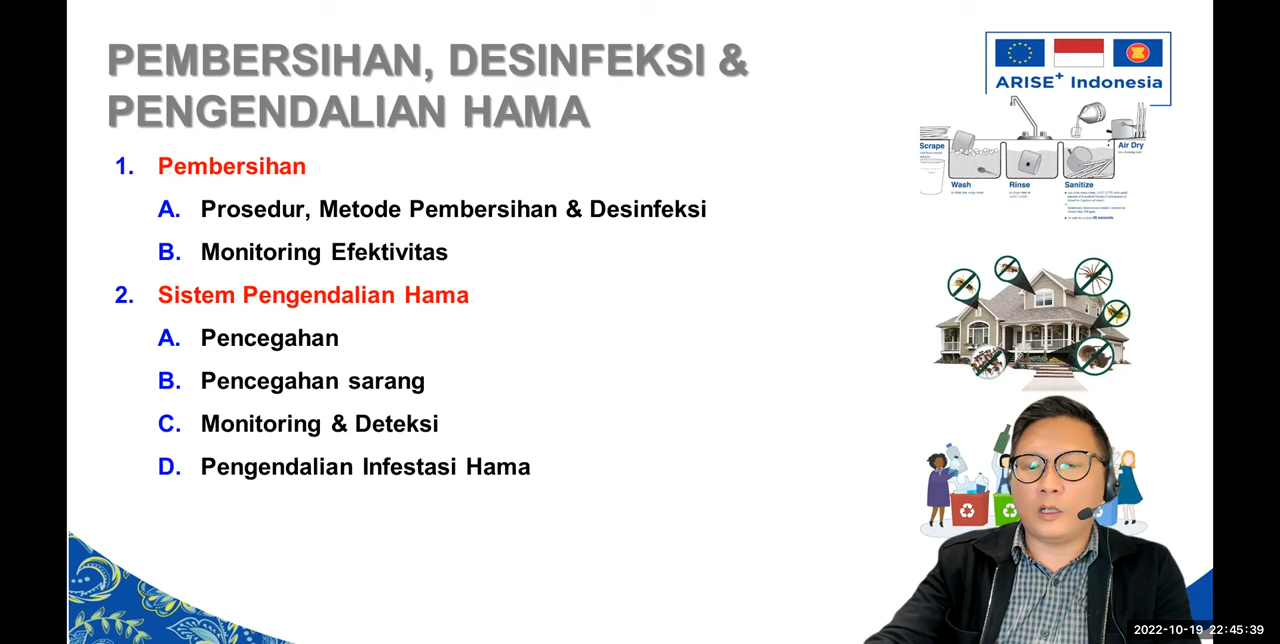 PEMBERSIHAN, DESINFEKSI &
PENGENDALIAN HAMA
ARISE+ Indonesia
1. Pembersihan
A. Prosedur, Metode Pembersihan & Desinfeksi
B. Monitoring Efektivitas
2. Sistem Pengendalian Hama
A. Pencegahan
B. Pencegahan sarang
C. Monitoring & Deteksi
D. Pengendalian Infestasi Hama
Scrape
Wash
Rinse
Sanitize
Air Dry
2022-10-19 22:45:39